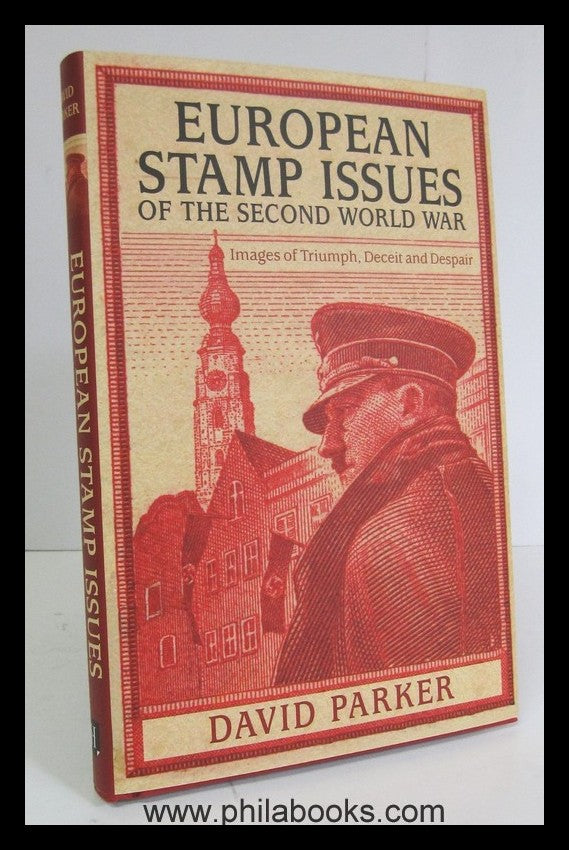 EUROPEAN
STAMP ISSUES
OF THE SECOND WORLD WAR
Images of Triumph, Deceit and Despair
DAVID PARKER
EUROPEAN STAMP ISSUES
www.philabooks.com